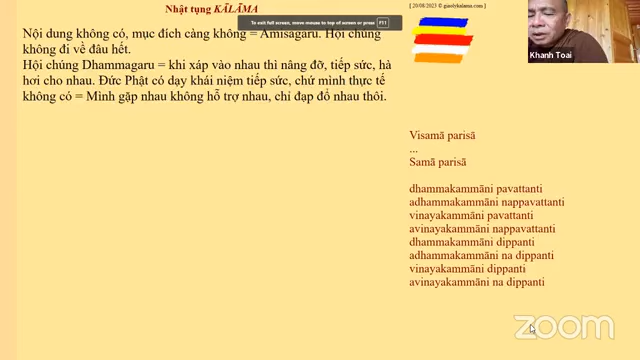 Nhật tụng KĀLĀMA
To exit full screen, move mouse to top of screen or press F11
[ 20/08/2023 © giaolykalama.com ]
Nội dung không có, mục đích càng không = Amisagaru. Hội chúng
không đi về đâu hết.
Hội chúng Dhammagaru = khi xáp vào nhau thì nâng đỡ, tiếp sức, hà
hơi cho nhau. Đức Phật có dạy khái niệm tiếp sức, chứ mình thực tế
không có = Mình gặp nhau không hỗ trợ nhau, chỉ đạp đổ nhau thôi.
Khanh Toai
Visamā parisā
...
Samā parisā
dhammakammāni pavattanti
adhammakammāni nappavattanti
vinayakammāni pavattanti
avinayakammāni nappavattanti
dhammakammāni dippanti
adhammakammāni na dippanti
vinayakammāni dippanti
avinayakammāni na dippanti
zoom